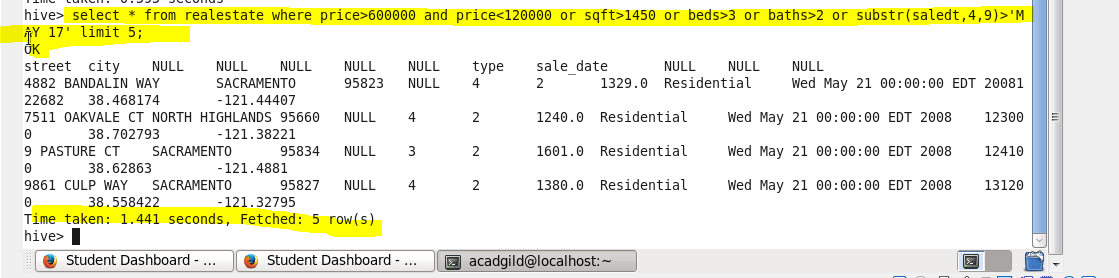 hive> select * from realestate where price>600000 and price<120000 or sqft>1450 or beds>3 or baths>2 or substr(saledt,4,9)>'M
AY 17' limit 5;
OK
street city NULL NULL NULL NULL NULL type sale_date NULL NULL NULL
4882 BANDALIN WAY SACRAMENTO 95823 NULL 4 2 1329.0 Residential Wed May 21 00:00:00 EDT 20081
22682 38.468174 -121.44407
7511 OAKVALE CT NORTH HIGHLANDS 95660 NULL 4 2 1240.0 Residential Wed May 21 00:00:00 EDT 2008 12300
0 38.702793 -121.38221
9 PASTURE CT SACRAMENTO 95834 NULL 3 2 1601.0 Residential Wed May 21 00:00:00 EDT 2008 12410
0 38.62863 -121.4881
9861 CULP WAY SACRAMENTO 95827 NULL 4 2 1380.0 Residential Wed May 21 00:00:00 EDT 2008 13120
0 38.558422 -121.32795
Time taken: 1.441 seconds, Fetched: 5 row(s)
hive>
Student Dashboard - ... Student Dashboard - ... acadgild@localhost:~